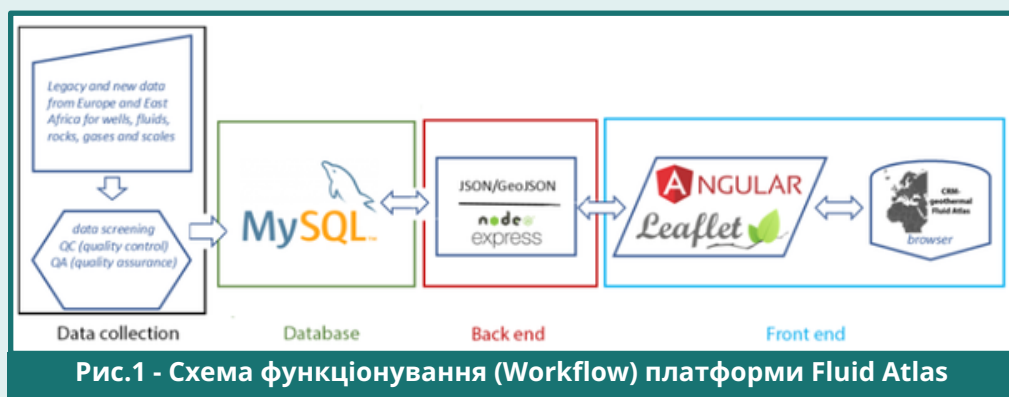 Legacy and new data
from Europe and East
Africa for wells, fluids,
rocks, gases and scales
data screening
QC (quality control)
QA (quality assurance)
MySQL™
JSON/GeoJSON
node
express
ANGULAR
Leaflet
CRM-
geothermal
Fluid Atlas
browser
Data collection
Database
Back end
Front end
Рис.1 - Схема функціонування (Workflow) платформи Fluid Atlas